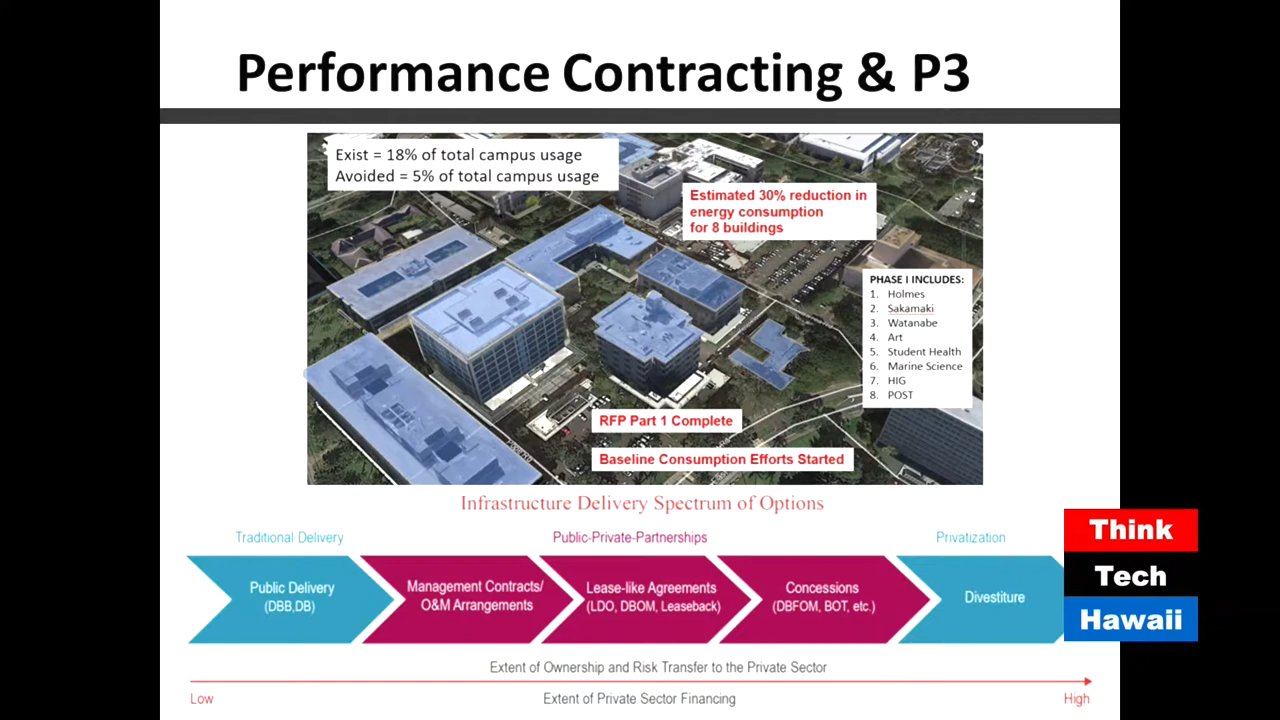 Performance Contracting & P3
Exist = 18% of total campus usage
Avoided = 5% of total campus usage
Estimated 30% reduction in
energy consumption
for 8 buildings
PHASE I INCLUDES:
1. Holmes
2. Sakamaki
3. Watanabe
4. Art
5. Student Health
6. Marine Science
7. HIG
8. POST
RFP Part 1 Complete
Baseline Consumption Efforts Started
Infrastructure Delivery Spectrum of Options
Traditional Delivery
Public-Private-Partnerships
Privatization
Public Delivery
(DBB,DB)
Management Contracts/
O&M Arrangements
Lease-like Agreements
(LDO, DBOM, Leaseback)
Concessions
(DBFOM, BOT, etc.)
Divestiture
Extent of Ownership and Risk Transfer to the Private Sector
Low
Extent of Private Sector Financing
High
Think
Tech
Hawaii